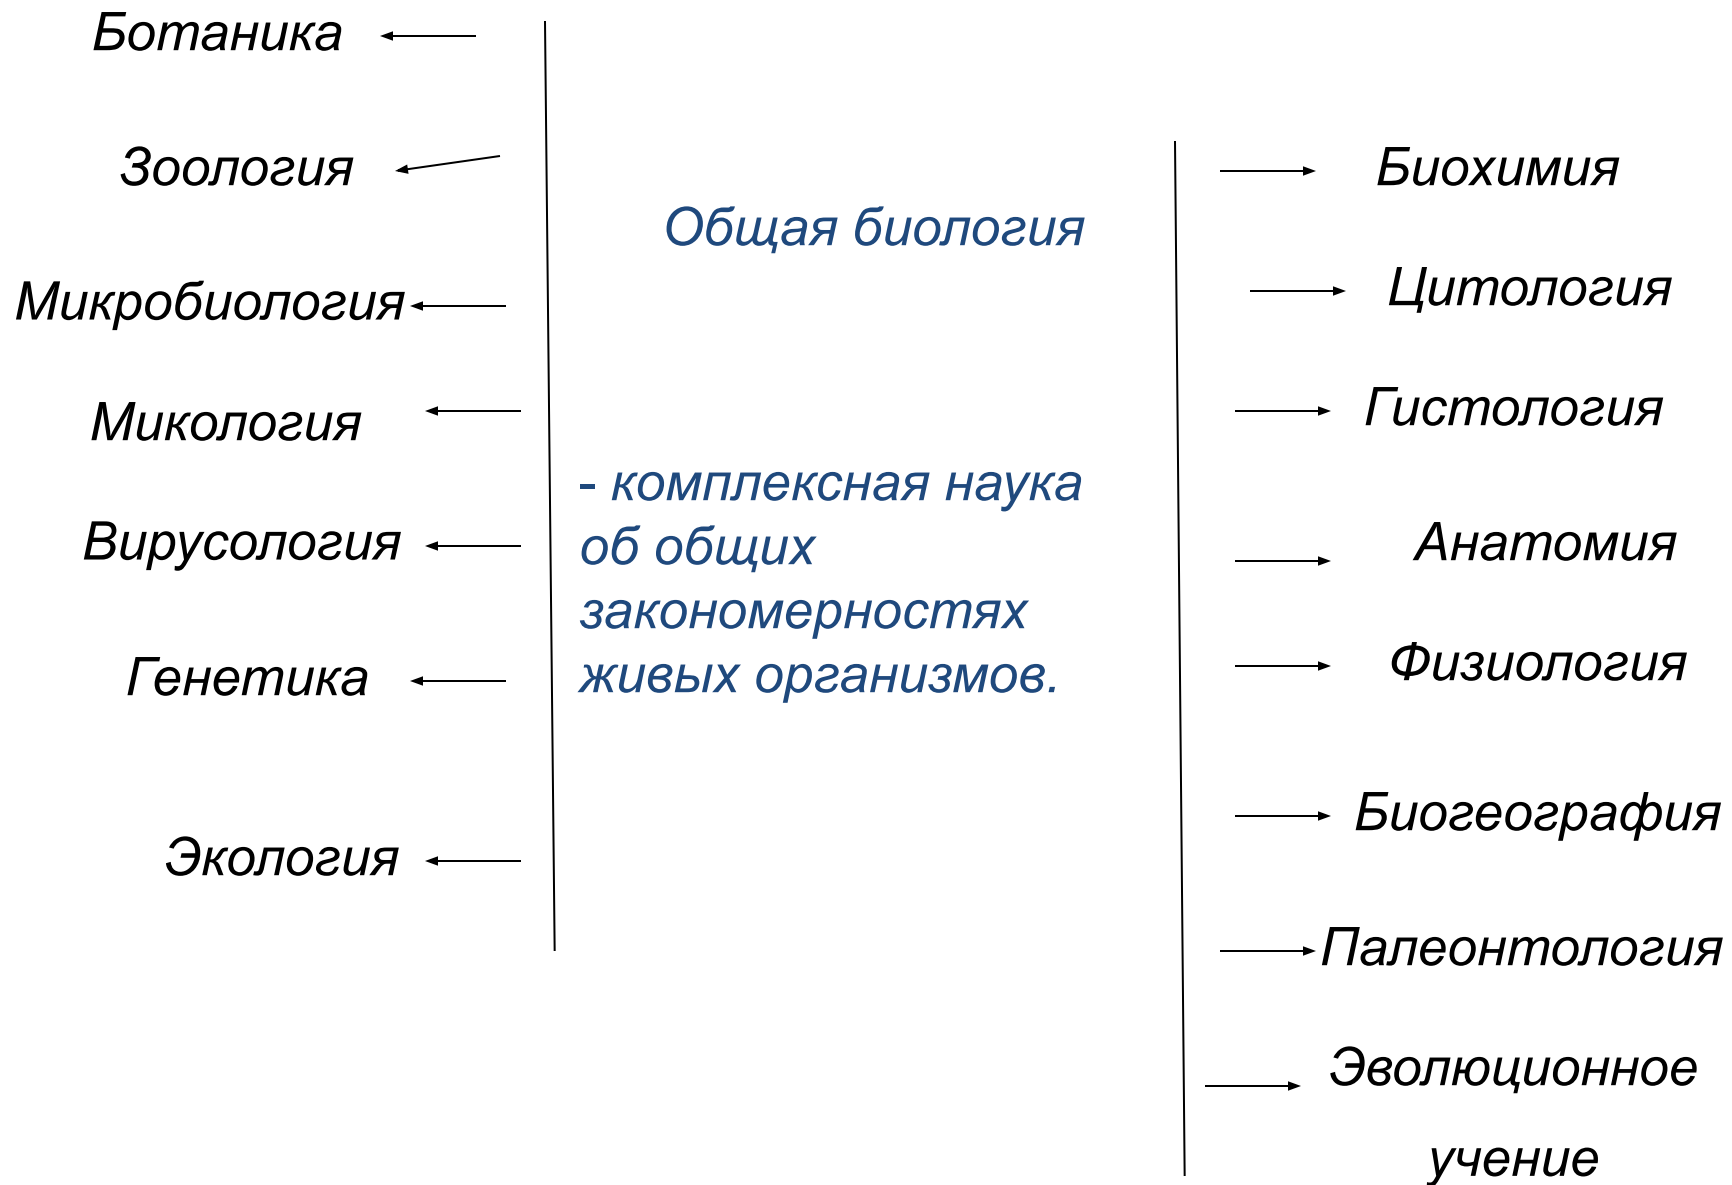 Ботаника
Зоология
Микробиология
Микология
Вирусология
Генетика
Экология
Общая биология
- комплексная наука
об общих
закономерностях
живых организмов.
Биохимия
Цитология
Гистология
Анатомия
Физиология
Биогеография
Палеонтология
Эволюционное
учение